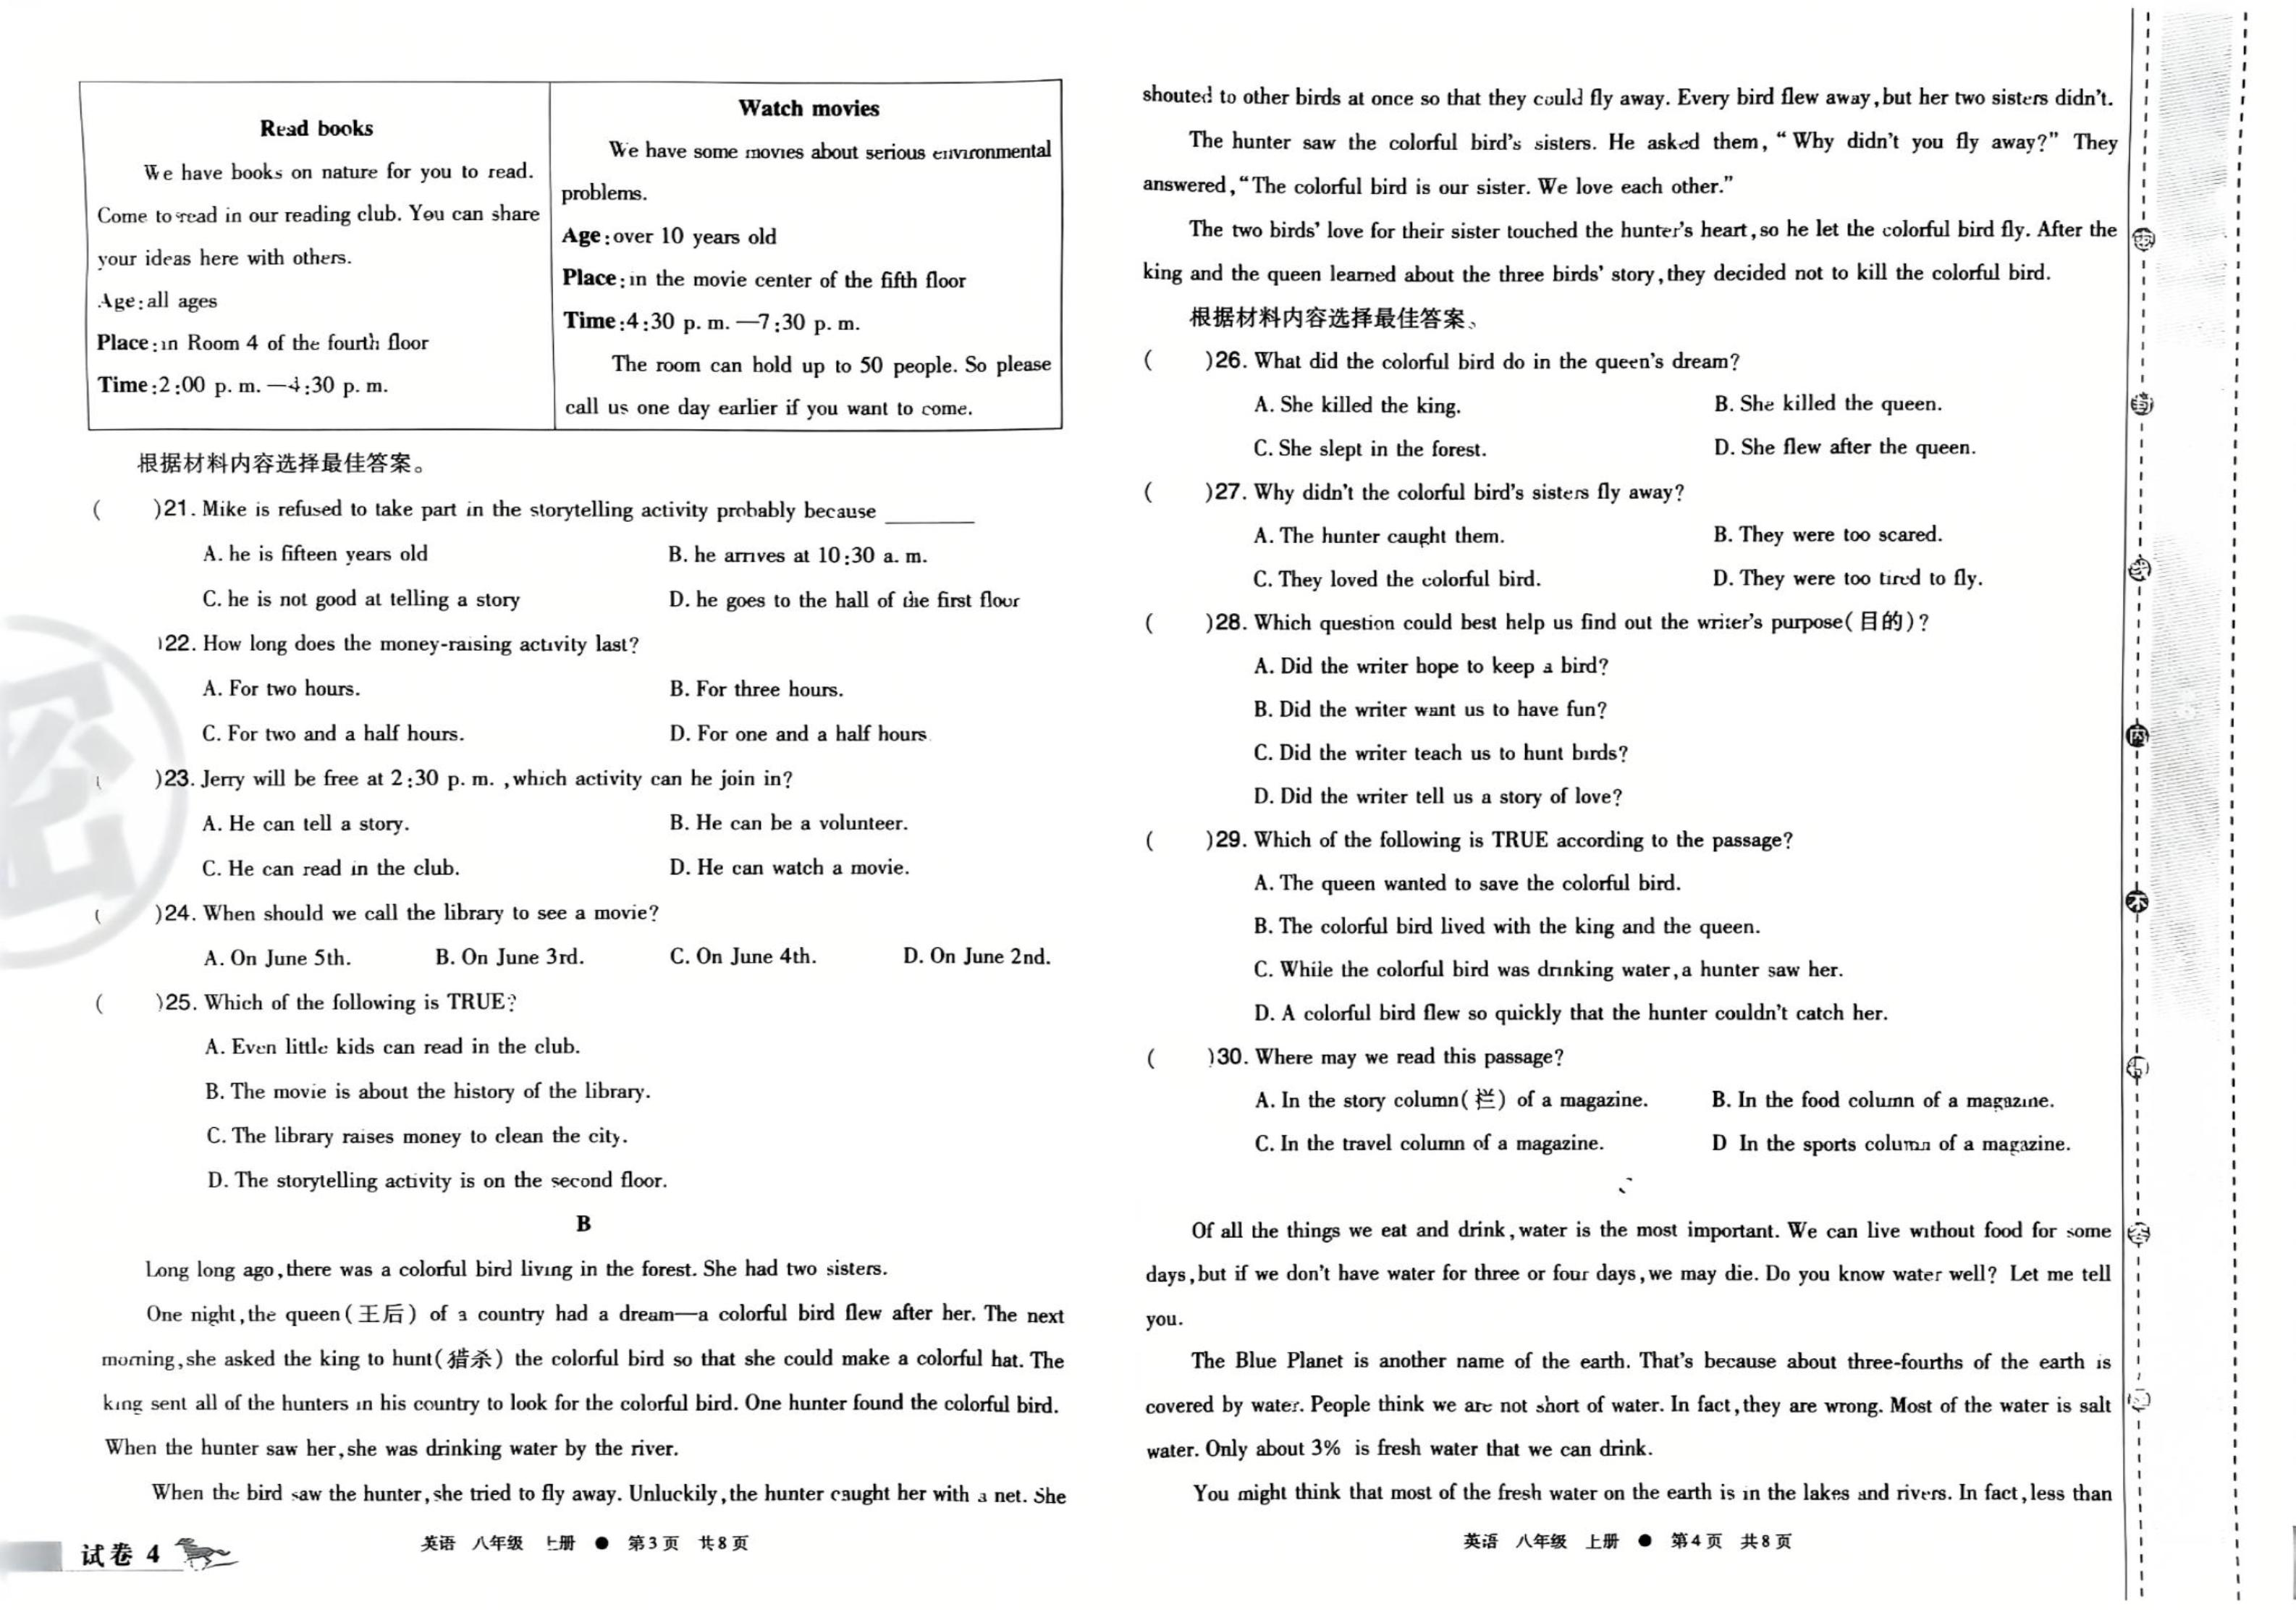 Read books
We have books on nature for you to read.
Come to read in our reading club. You can share
your ideas here with others.
Age:all ages
Place:in Room 4 of the fourth floor
Time:2:00 p. m. —4:30 p. m.
Watch movies
We have some movies about serious environmental
problems.
Age:over 10 years old
Place:in the movie center of the fifth floor
Time:4:30 p. m. —7:30 p. m.
The room can hold up to 50 people. So please
call us one day earlier if you want to come.
根据材料内容选择最佳答案。
( )21. Mike is refused to take part in the storytelling activity probably because ________
A. he is fifteen years old B. he arrives at 10:30 a. m.
C. he is not good at telling a story D. he goes to the hall of the first floor
)22. How long does the money-raising activity last?
A. For two hours. B. For three hours.
C. For two and a half hours. D. For one and a half hours
( )23. Jerry will be free at 2:30 p. m. ,which activity can he join in?
A. He can tell a story. B. He can be a volunteer.
C. He can read in the club. D. He can watch a movie.
( )24. When should we call the library to see a movie?
A. On June 5th. B. On June 3rd. C. On June 4th. D. On June 2nd.
( )25. Which of the following is TRUE?
A. Even little kids can read in the club.
B. The movie is about the history of the library.
C. The library raises money to clean the city.
D. The storytelling activity is on the second floor.
B
Long long ago,there was a colorful bird living in the forest. She had two sisters.
One night,the queen(王后) of a country had a dream—a colorful bird flew after her. The next
morning,she asked the king to hunt(猎杀) the colorful bird so that she could make a colorful hat. The
king sent all of the hunters in his country to look for the colorful bird. One hunter found the colorful bird.
When the hunter saw her,she was drinking water by the river.
When the bird saw the hunter,she tried to fly away. Unluckily,the hunter caught her with a net. She
试卷 4
英语 八年级 上册 ● 第3页 共8页
shouted to other birds at once so that they could fly away. Every bird flew away,but her two sisters didn't.
The hunter saw the colorful bird's sisters. He asked them,“Why didn't you fly away?” They
answered,“The colorful bird is our sister. We love each other.”
The two birds' love for their sister touched the hunter's heart,so he let the colorful bird fly. After the
king and the queen learned about the three birds' story,they decided not to kill the colorful bird.
根据材料内容选择最佳答案。
( )26. What did the colorful bird do in the queen's dream?
A. She killed the king. B. She killed the queen.
C. She slept in the forest. D. She flew after the queen.
( )27. Why didn't the colorful bird's sisters fly away?
A. The hunter caught them. B. They were too scared.
C. They loved the colorful bird. D. They were too tired to fly.
( )28. Which question could best help us find out the writer's purpose(目的)?
A. Did the writer hope to keep a bird?
B. Did the writer want us to have fun?
C. Did the writer teach us to hunt birds?
D. Did the writer tell us a story of love?
( )29. Which of the following is TRUE according to the passage?
A. The queen wanted to save the colorful bird.
B. The colorful bird lived with the king and the queen.
C. While the colorful bird was drinking water,a hunter saw her.
D. A colorful bird flew so quickly that the hunter couldn't catch her.
( )30. Where may we read this passage?
A. In the story column(栏) of a magazine. B. In the food column of a magazine.
C. In the travel column of a magazine. D In the sports column of a magazine.
Of all the things we eat and drink,water is the most important. We can live without food for some
days,but if we don't have water for three or four days,we may die. Do you know water well? Let me tell
you.
The Blue Planet is another name of the earth. That's because about three-fourths of the earth is
covered by water. People think we are not short of water. In fact,they are wrong. Most of the water is salt
water. Only about 3% is fresh water that we can drink.
You might think that most of the fresh water on the earth is in the lakes and rivers. In fact,less than
英语 八年级 上册 ● 第4页 共8页
密